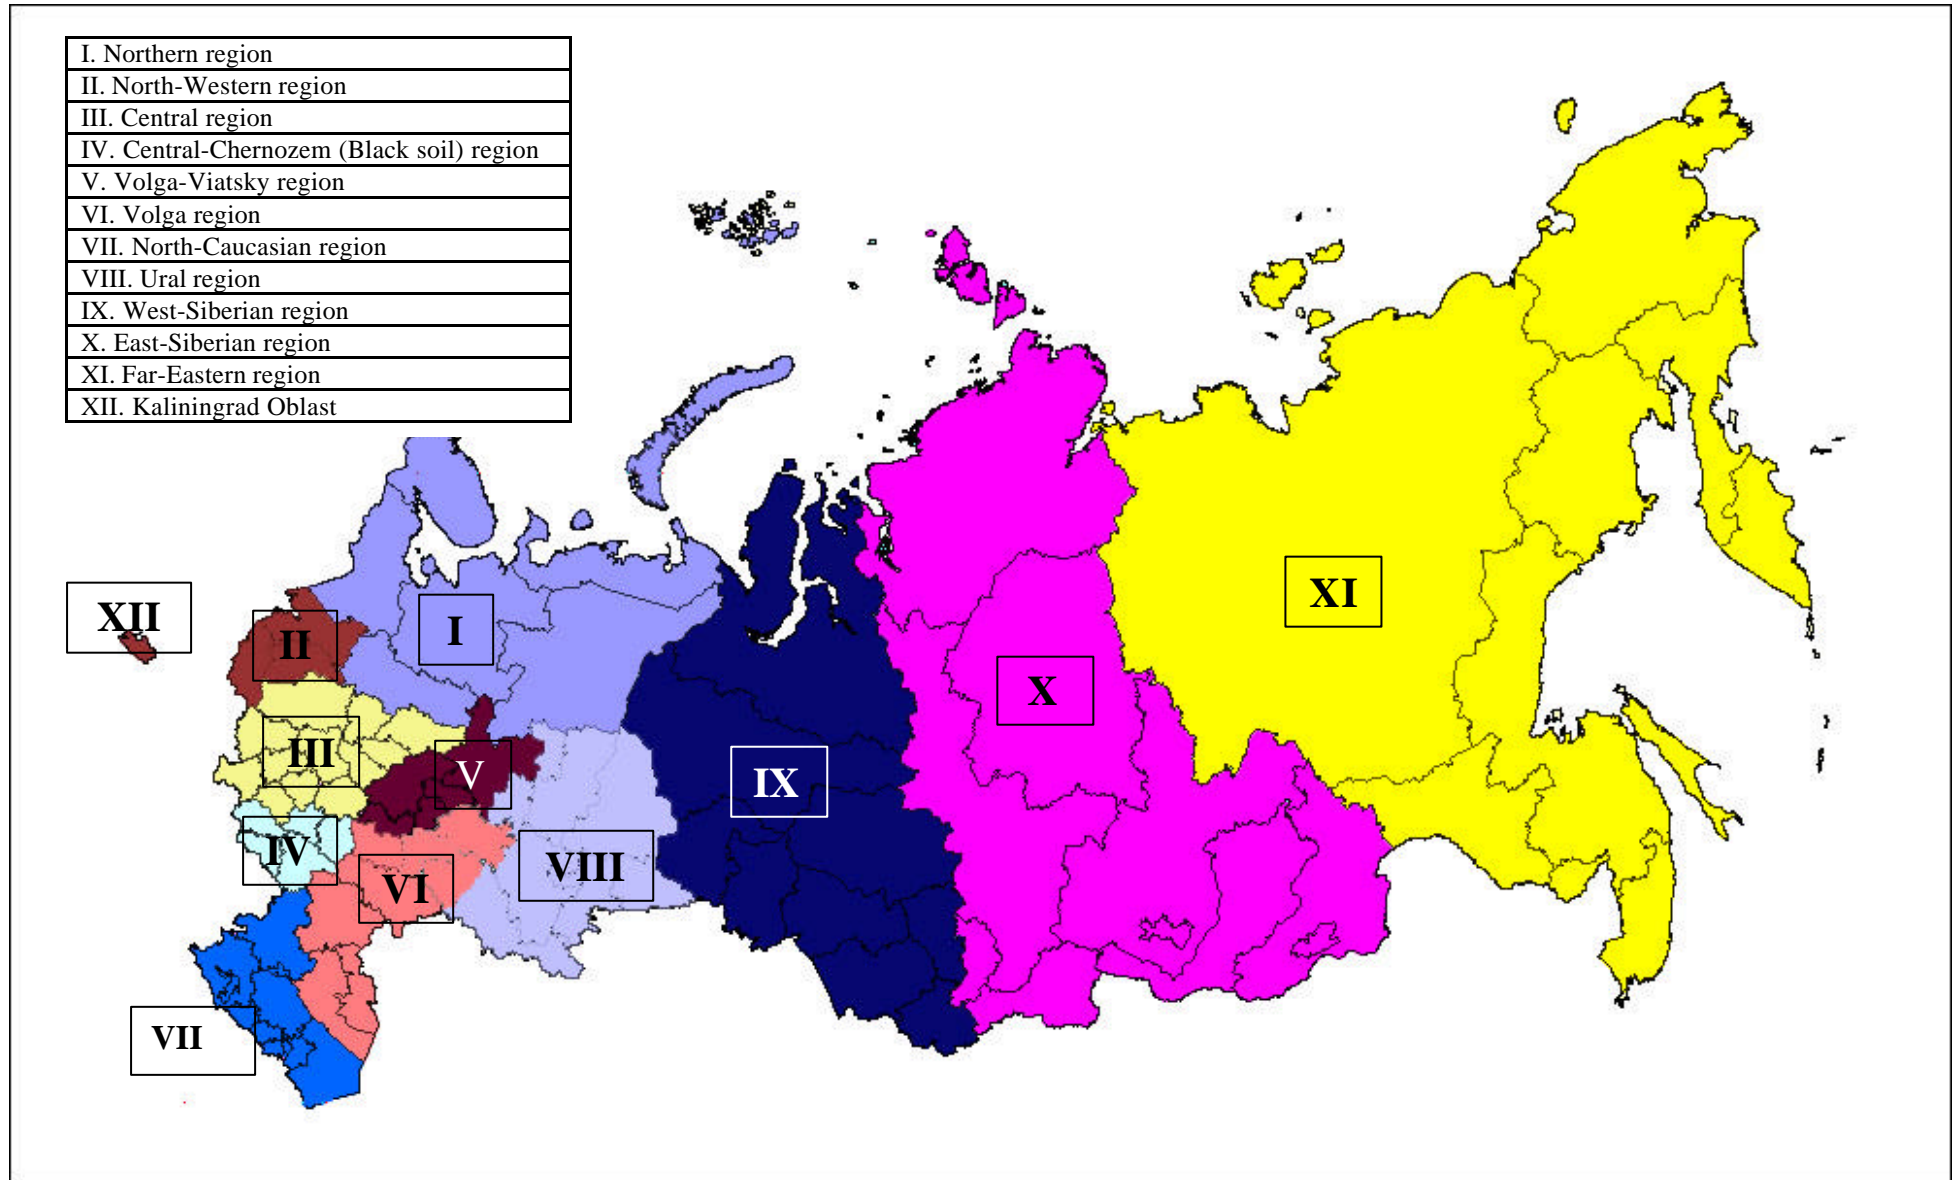 I. Northern region
II. North-Western region
III. Central region
IV. Central-Chernozem (Black soil) region
V. Volga-Viatsky region
VI. Volga region
VII. North-Caucasian region
VIII. Ural region
IX. West-Siberian region
X. East-Siberian region
XI. Far-Eastern region
XII. Kaliningrad Oblast
XI
XII
I
II
X
III
V
IX
IV
VIII
VI
VII